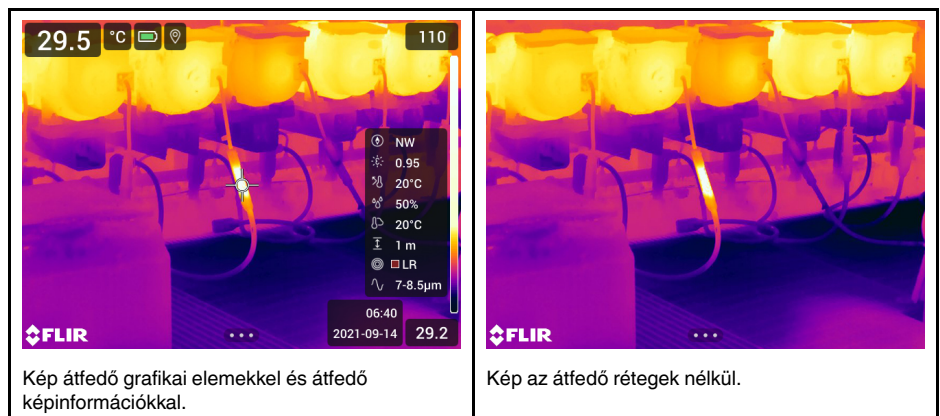 29.5
°C
110
NW
0.95
20°C
50%
20°C
1 m
LR
7-8.5µm
06:40
2021-09-14
29.2
FLIR
Kép átfedő grafikai elemekkel és átfedő
képinformációkkal.
FLIR
Kép az átfedő rétegek nélkül.